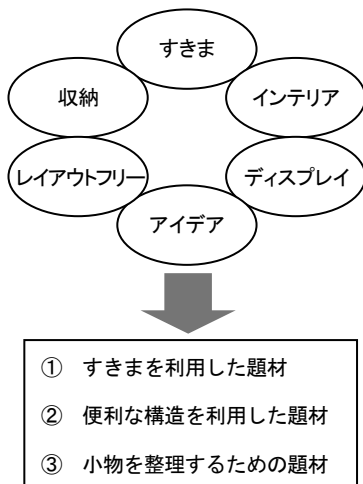 すきま
収納
インテリア
レイアウトフリー
ディスプレイ
アイデア
① すきまを利用した題材
② 便利な構造を利用した題材
③ 小物を整理するための題材